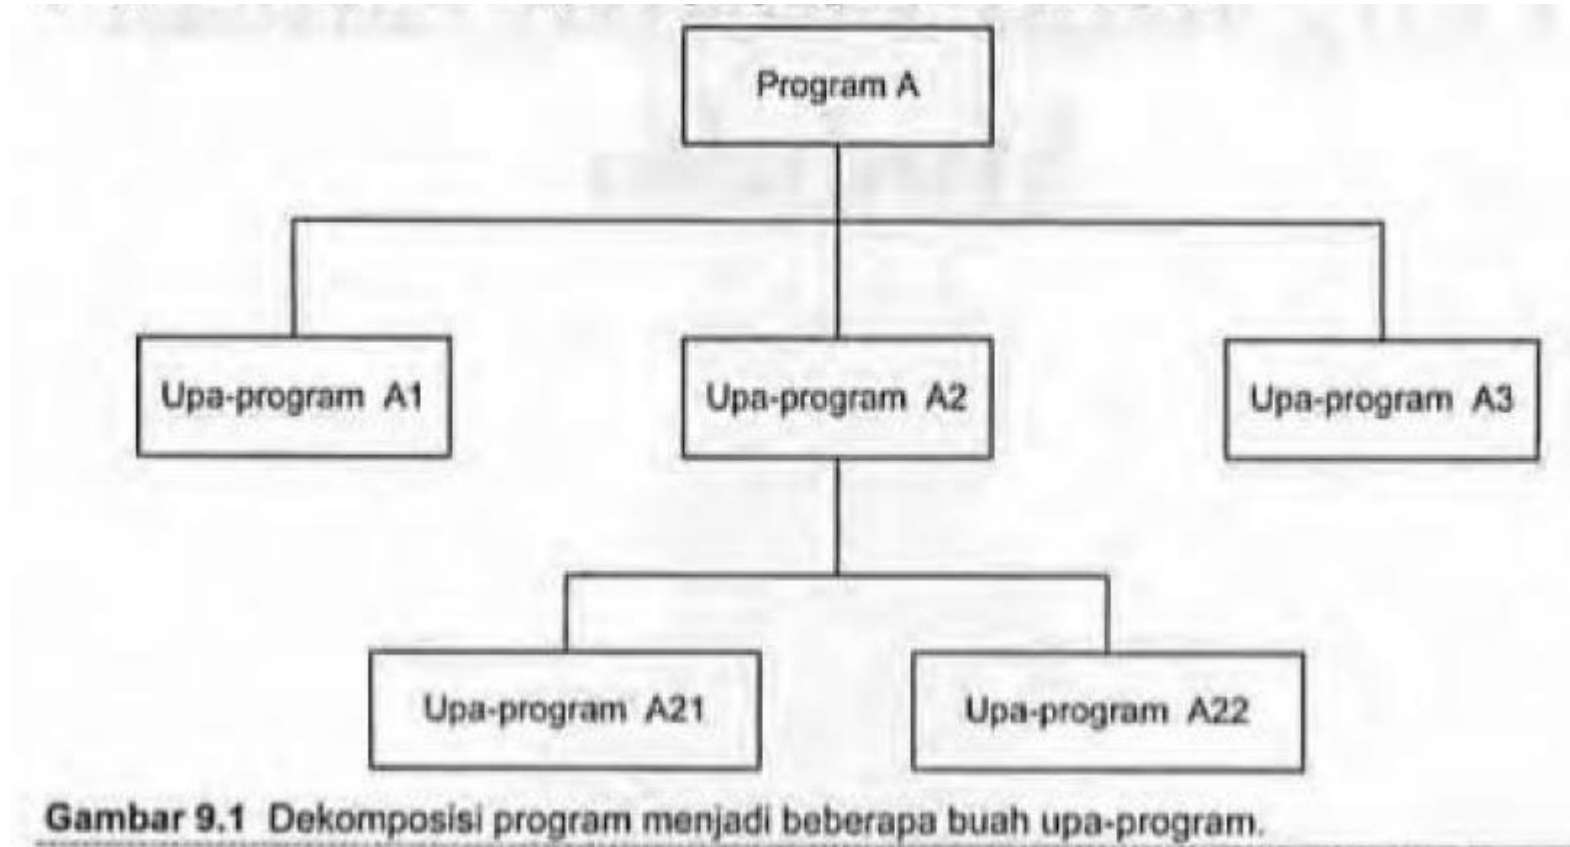 Program A
Upa-program A1
Upa-program A2
Upa-program A3
Upa-program A21
Upa-program A22
Gambar 9.1 Dekomposisi program menjadi beberapa buah upa-program.